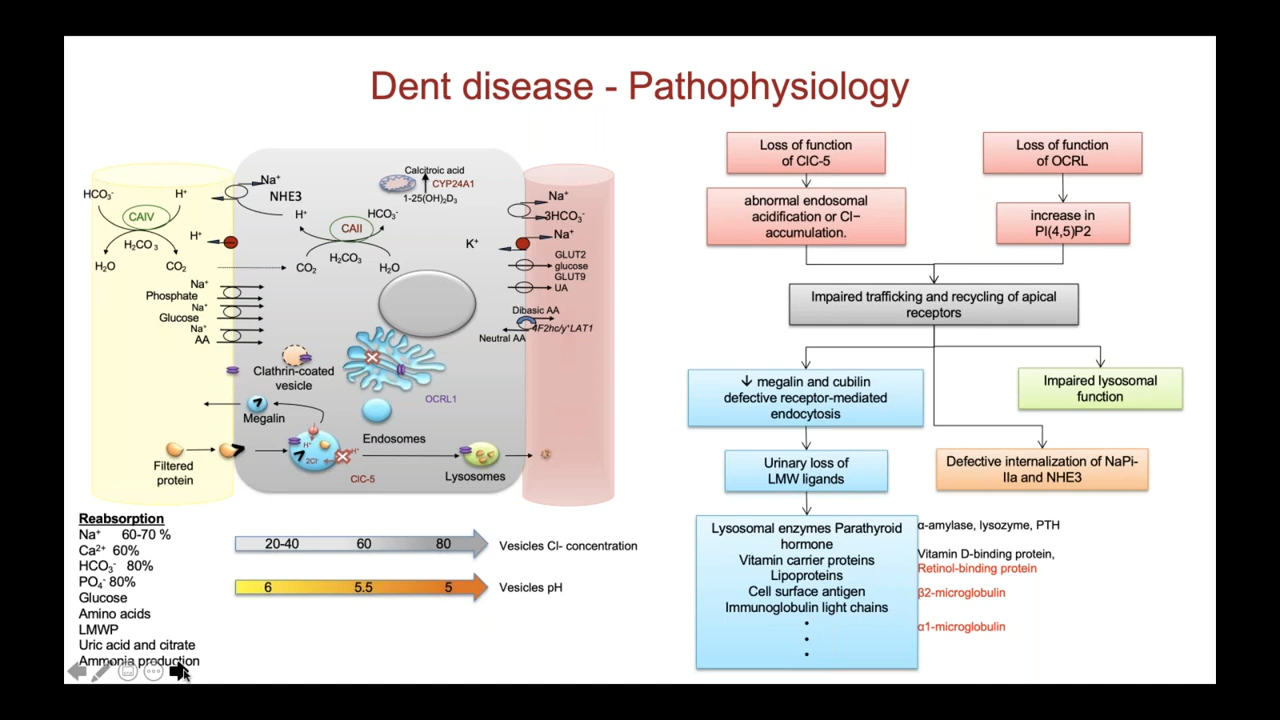 Dent disease - Pathophysiology
HCO₃⁻
H⁺
CAIV
H₂CO₃
H₂O
CO₂
Na⁺
NHE3
H⁺
H⁺
HCO₃⁻
CAII
H₂CO₃
CO₂
H₂O
Calcitroic acid
CYP24A1
1-25(OH)₂D₃
Na⁺
3HCO₃⁻
Na⁺
K⁺
GLUT2
glucose
GLUT9
UA
Dibasic AA
4F2hc/y⁺LAT1
Neutral AA
Na⁺
Phosphate
Na⁺
Glucose
Na⁺
AA
Clathrin-coated
vesicle
OCRL1
Megalin
Endosomes
H⁺
2Cl⁻
H⁺
ClC-5
Lysosomes
Filtered
protein
Reabsorption
Na⁺ 60-70 %
Ca²⁺ 60%
HCO₃⁻ 80%
PO₄⁻ 80%
Glucose
Amino acids
LMWP
Uric acid and citrate
Ammonia production
20-40 60 80
Vesicles Cl- concentration
6 5.5 5
Vesicles pH
Loss of function
of ClC-5
Loss of function
of OCRL
abnormal endosomal
acidification or Cl−
accumulation.
increase in
PI(4,5)P2
Impaired trafficking and recycling of apical
receptors
↓ megalin and cubilin
defective receptor-mediated
endocytosis
Impaired lysosomal
function
Urinary loss of
LMW ligands
Defective internalization of NaPi-
IIa and NHE3
Lysosomal enzymes Parathyroid
hormone
Vitamin carrier proteins
Lipoproteins
Cell surface antigen
Immunoglobulin light chains
•
•
•
α-amylase, lysozyme, PTH
Vitamin D-binding protein,
Retinol-binding protein
β2-microglobulin
α1-microglobulin